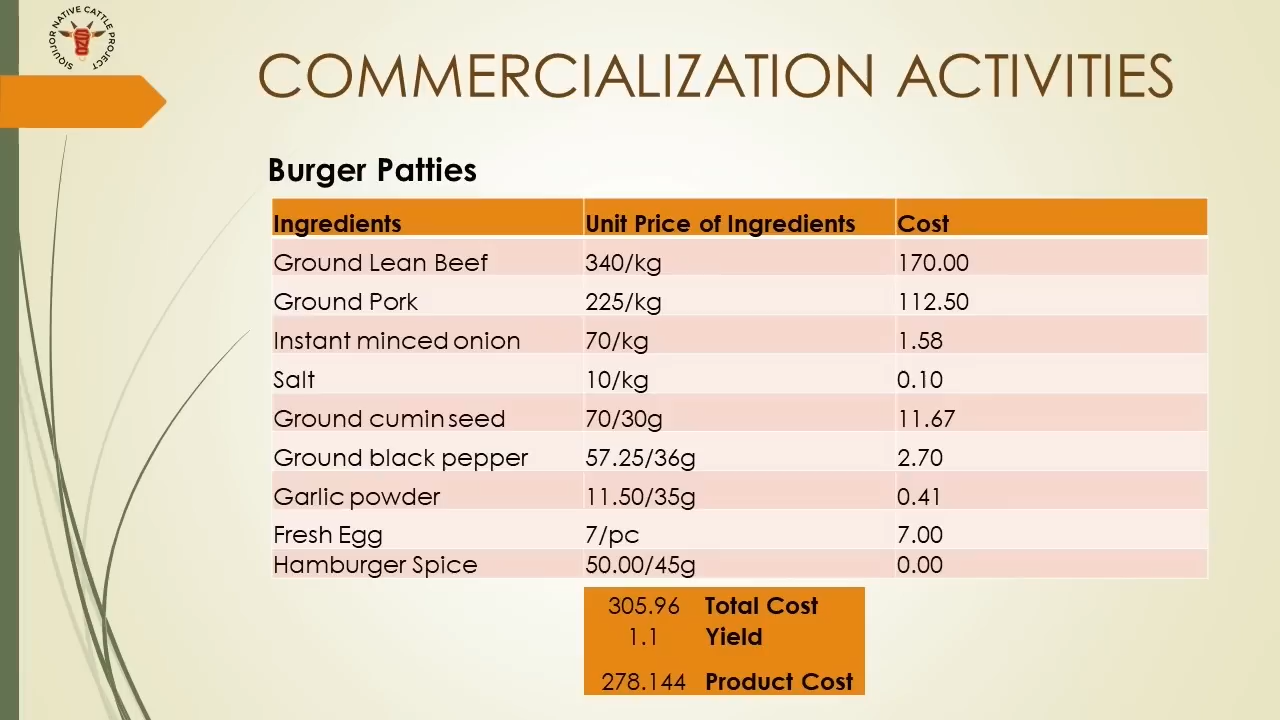 SIQUIJOR NATIVE CATTLE PROJECT
COMMERCIALIZATION ACTIVITIES
Burger Patties
Ingredients Unit Price of Ingredients Cost
Ground Lean Beef 340/kg 170.00
Ground Pork 225/kg 112.50
Instant minced onion 70/kg 1.58
Salt 10/kg 0.10
Ground cumin seed 70/30g 11.67
Ground black pepper 57.25/36g 2.70
Garlic powder 11.50/35g 0.41
Fresh Egg 7/pc 7.00
Hamburger Spice 50.00/45g 0.00
305.96 Total Cost
1.1 Yield
278.144 Product Cost